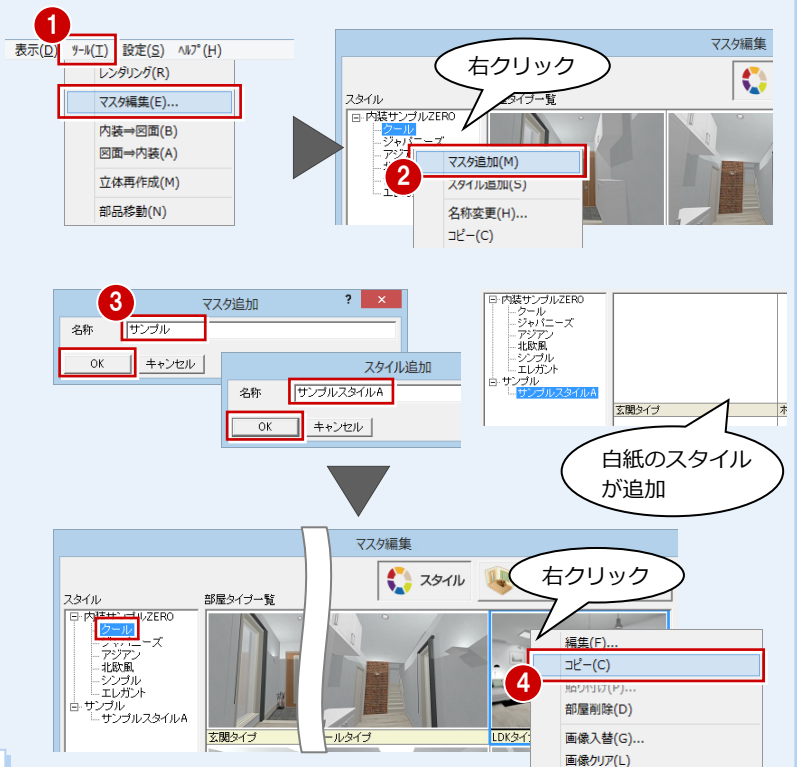 1
表示(D) ﾂｰﾙ(T) 設定(S) ﾍﾙﾌﾟ(H)
レンダリング(R)
マスタ編集(E)...
内装⇒図面(B)
図面⇒内装(A)
立体再作成(M)
部品移動(N)
マスタ編集
右クリック
スタイル
タイプ一覧
内装サンプルZERO
クール
ジャパニーズ
2
マスタ追加(M)
スタイル追加(S)
名称変更(H)...
コピー(C)
3
マスタ追加 ? ×
名称 サンプル
OK キャンセル
スタイル追加
名称 サンプルスタイルA
OK キャンセル
内装サンプルZERO
クール
ジャパニーズ
アジアン
北欧風
シンプル
エレガント
サンプル
サンプルスタイルA
玄関タイプ
白紙のスタイル
が追加
マスタ編集
スタイル
右クリック
スタイル
部屋タイプ一覧
内装サンプルZERO
クール
ジャパニーズ
アジアン
北欧風
シンプル
エレガント
サンプル
サンプルスタイルA
玄関タイプ
ールタイプ
LDKタイ
4
編集(E)...
コピー(C)
貼り付け(P)...
部屋削除(D)
画像入替(G)...
画像クリア(L)